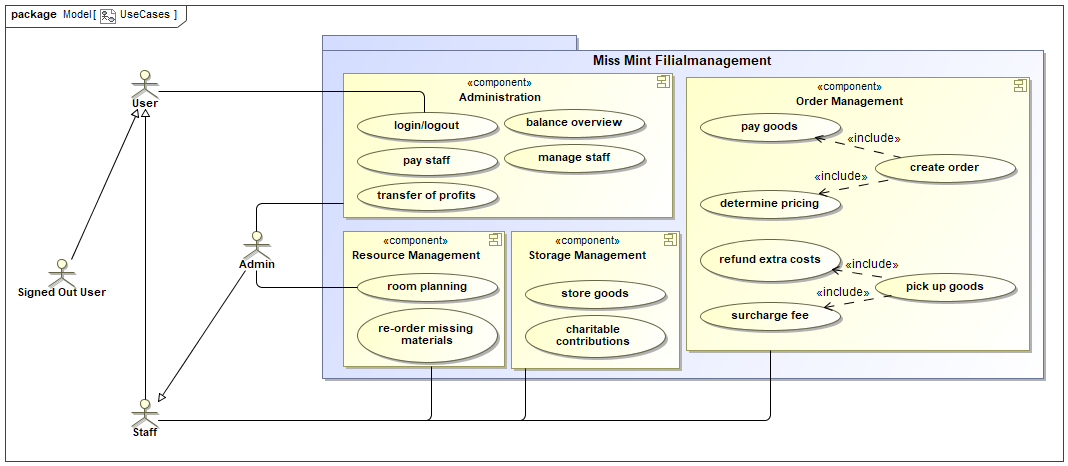 package Model[ UseCases ]
Miss Mint Filialmanagement
User
Signed Out User
Admin
Staff
«component»
Administration
login/logout
balance overview
pay staff
manage staff
transfer of profits
«component»
Resource Management
room planning
re-order missing
materials
«component»
Storage Management
store goods
charitable
contributions
«component»
Order Management
pay goods
«include»
create order
«include»
determine pricing
refund extra costs
«include»
pick up goods
«include»
surcharge fee